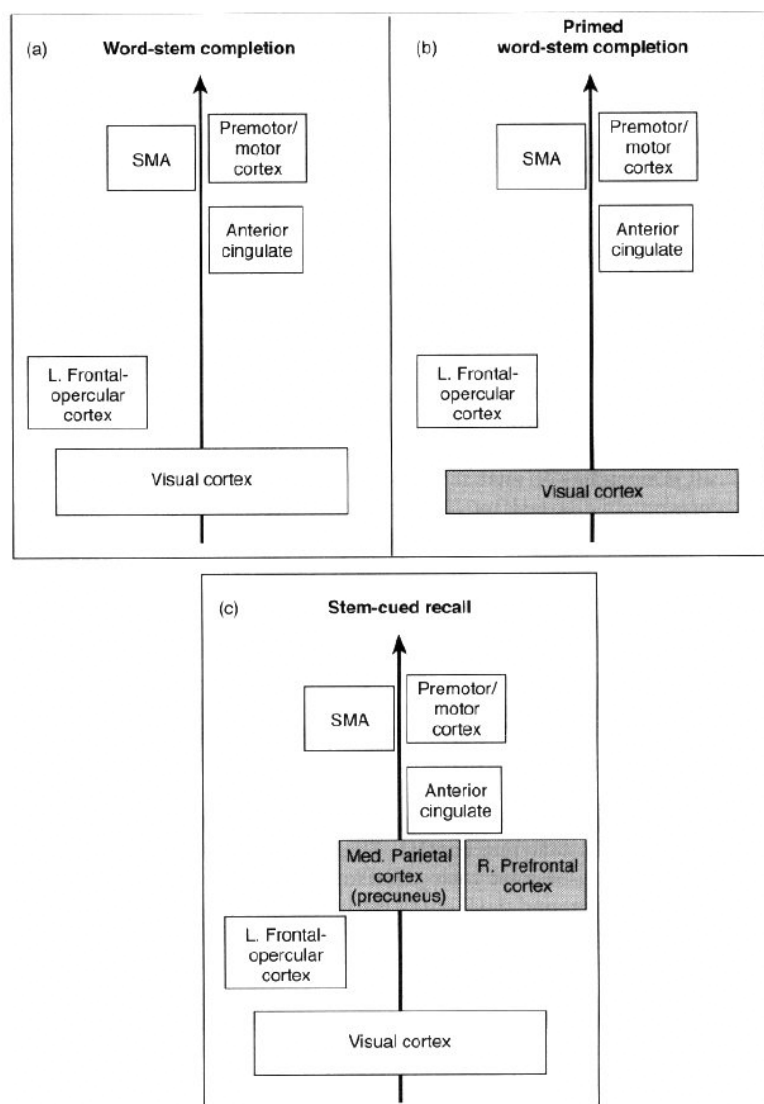 (a)
Word-stem completion
SMA
Premotor/
motor
cortex
Anterior
cingulate
L. Frontal-
opercular
cortex
Visual cortex
(b)
Primed
word-stem completion
SMA
Premotor/
motor
cortex
Anterior
cingulate
L. Frontal-
opercular
cortex
Visual cortex
(c)
Stem-cued recall
SMA
Premotor/
motor
cortex
Anterior
cingulate
Med. Parietal
cortex
(precuneus)
R. Prefrontal
cortex
L. Frontal-
opercular
cortex
Visual cortex